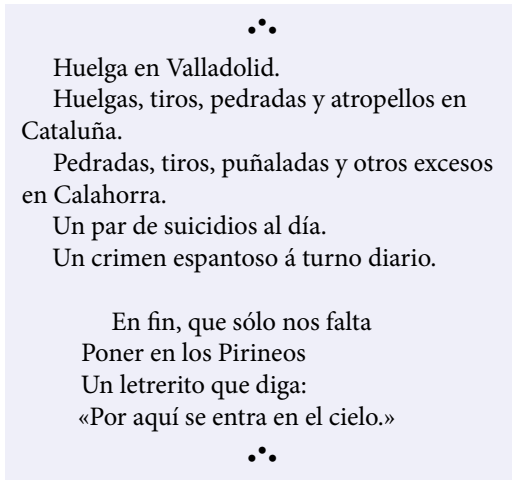 Huelga en Valladolid.
Huelgas, tiros, pedradas y atropellos en
Cataluña.
Pedradas, tiros, puñaladas y otros excesos
en Calahorra.
Un par de suicidios al día.
Un crimen espantoso á turno diario.
En fin, que sólo nos falta
Poner en los Pirineos
Un letrerito que diga:
«Por aquí se entra en el cielo.»